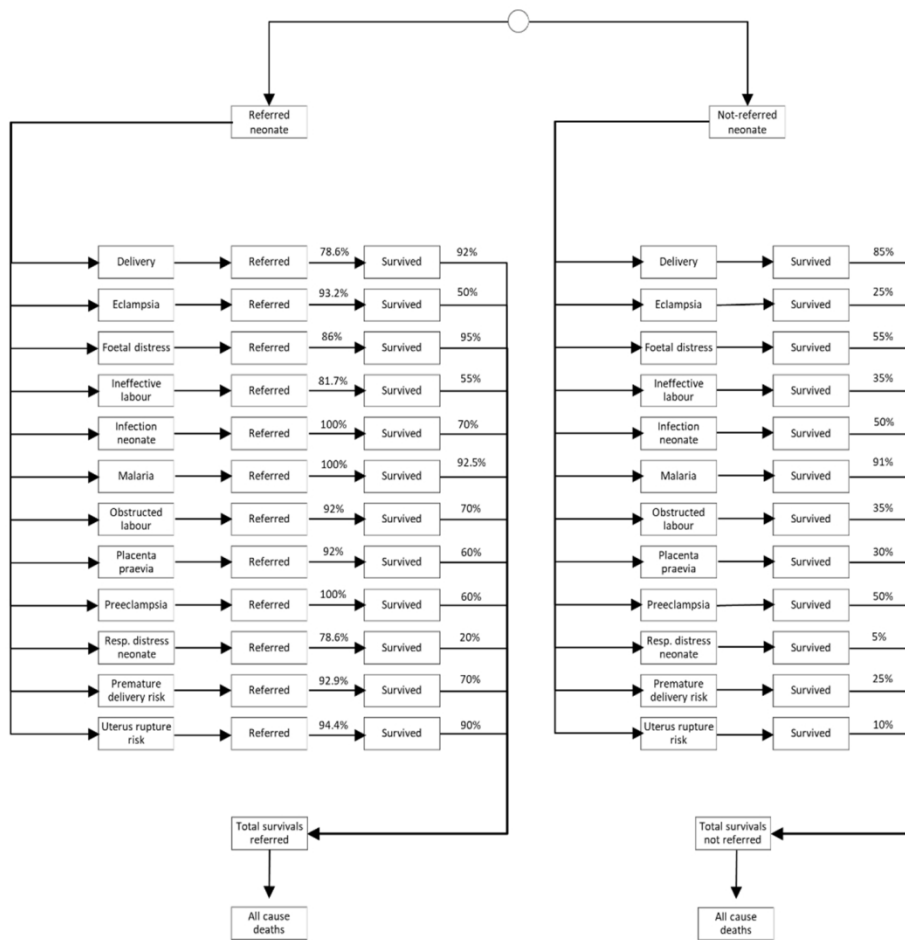 Referred
neonate
Not-referred
neonate
Delivery
Referred
78.6%
Survived
92%
Delivery
Survived
85%
Eclampsia
Referred
93.2%
Survived
50%
Eclampsia
Survived
25%
Foetal distress
Referred
86%
Survived
95%
Foetal distress
Survived
55%
Ineffective
labour
Referred
81.7%
Survived
55%
Ineffective
labour
Survived
35%
Infection
neonate
Referred
100%
Survived
70%
Infection
neonate
Survived
50%
Malaria
Referred
100%
Survived
92.5%
Malaria
Survived
91%
Obstructed
labour
Referred
92%
Survived
70%
Obstructed
labour
Survived
35%
Placenta
praevia
Referred
92%
Survived
60%
Placenta
praevia
Survived
30%
Preeclampsia
Referred
100%
Survived
60%
Preeclampsia
Survived
50%
Resp. distress
neonate
Referred
78.6%
Survived
20%
Resp. distress
neonate
Survived
5%
Premature
delivery risk
Referred
92.9%
Survived
70%
Premature
delivery risk
Survived
25%
Uterus rupture
risk
Referred
94.4%
Survived
90%
Uterus rupture
risk
Survived
10%
Total survivals
referred
Total survivals
not referred
All cause
deaths
All cause
deaths